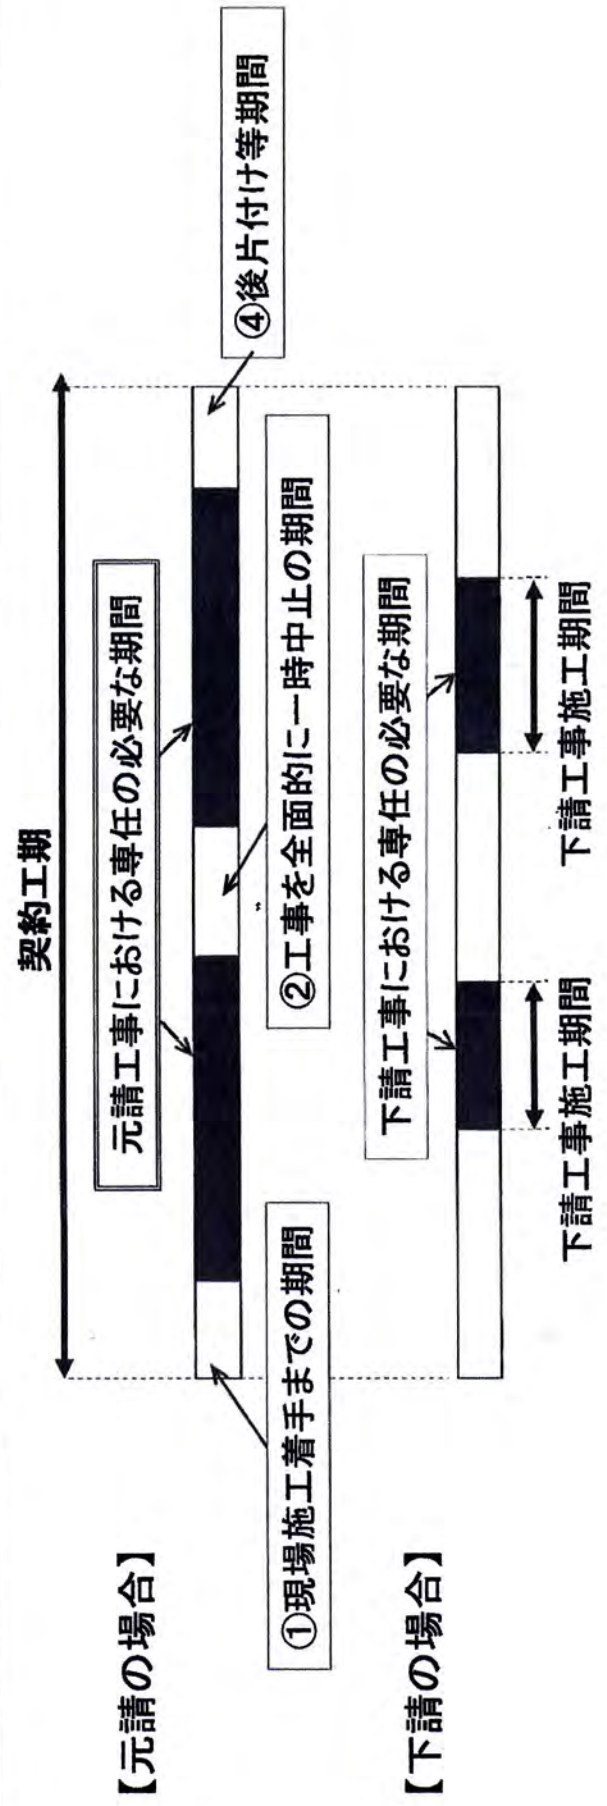 契約工期
【元請の場合】
元請工事における専任の必要な期間
④後片付け等期間
①現場施工着手までの期間
②工事を全面的に一時中止の期間
【下請の場合】
下請工事における専任の必要な期間
下請工事施工期間
下請工事施工期間